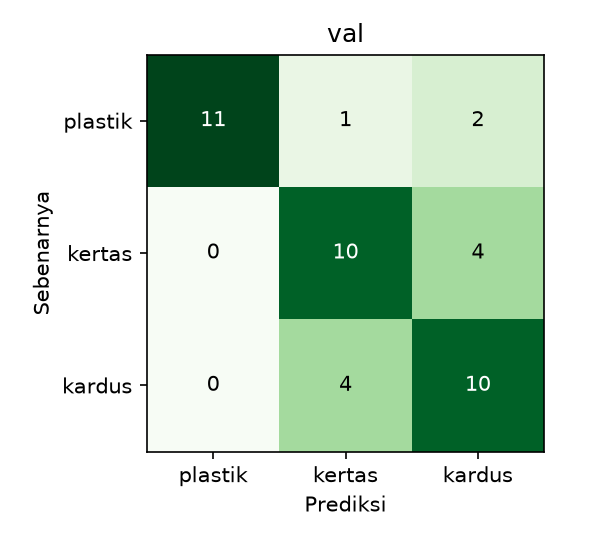 val
plastik 11 1 2
kertas 0 10 4
kardus 0 4 10
plastik kertas kardus
Prediksi
Sebenarnya